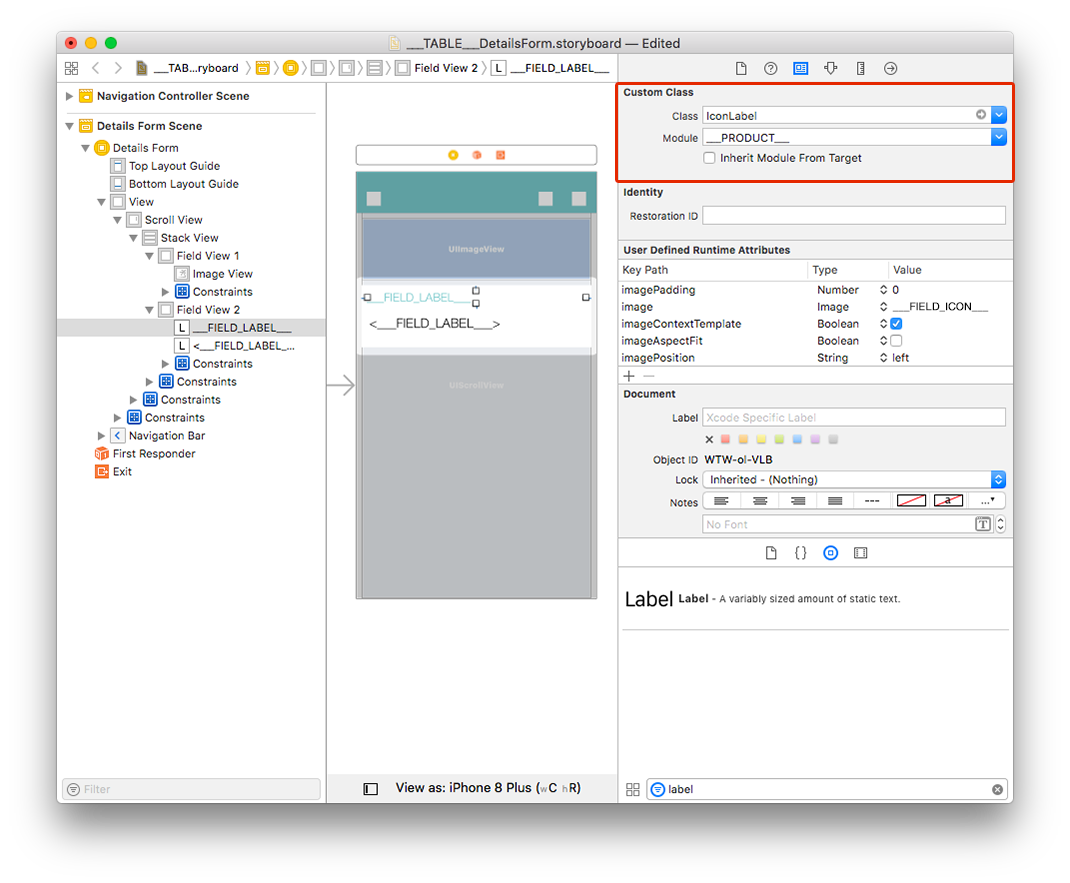 ___TABLE___DetailsForm.storyboard — Edited
___TAB...ryboard
Field View 2
L ___FIELD_LABEL___
Navigation Controller Scene
Details Form Scene
Details Form
Top Layout Guide
Bottom Layout Guide
View
Scroll View
Stack View
Field View 1
Image View
Constraints
Field View 2
L ___FIELD_LABEL___
L <___FIELD_LABEL_...
Constraints
Constraints
Constraints
Constraints
Navigation Bar
First Responder
Exit
Filter
UIImageView
___FIELD_LABEL___
<___FIELD_LABEL___>
UIScrollView
View as: iPhone 8 Plus (wC hR)
Custom Class
Class IconLabel
Module ___PRODUCT___
Inherit Module From Target
Identity
Restoration ID
User Defined Runtime Attributes
Key Path Type Value
imagePadding Number 0
image Image ___FIELD_ICON___
imageContextTemplate Boolean
imageAspectFit Boolean
imagePosition String left
Document
Label Xcode Specific Label
Object ID WTW-ol-VLB
Lock Inherited - (Nothing)
Notes --- a ...
No Font T
{}
Label Label - A variably sized amount of static text.
label